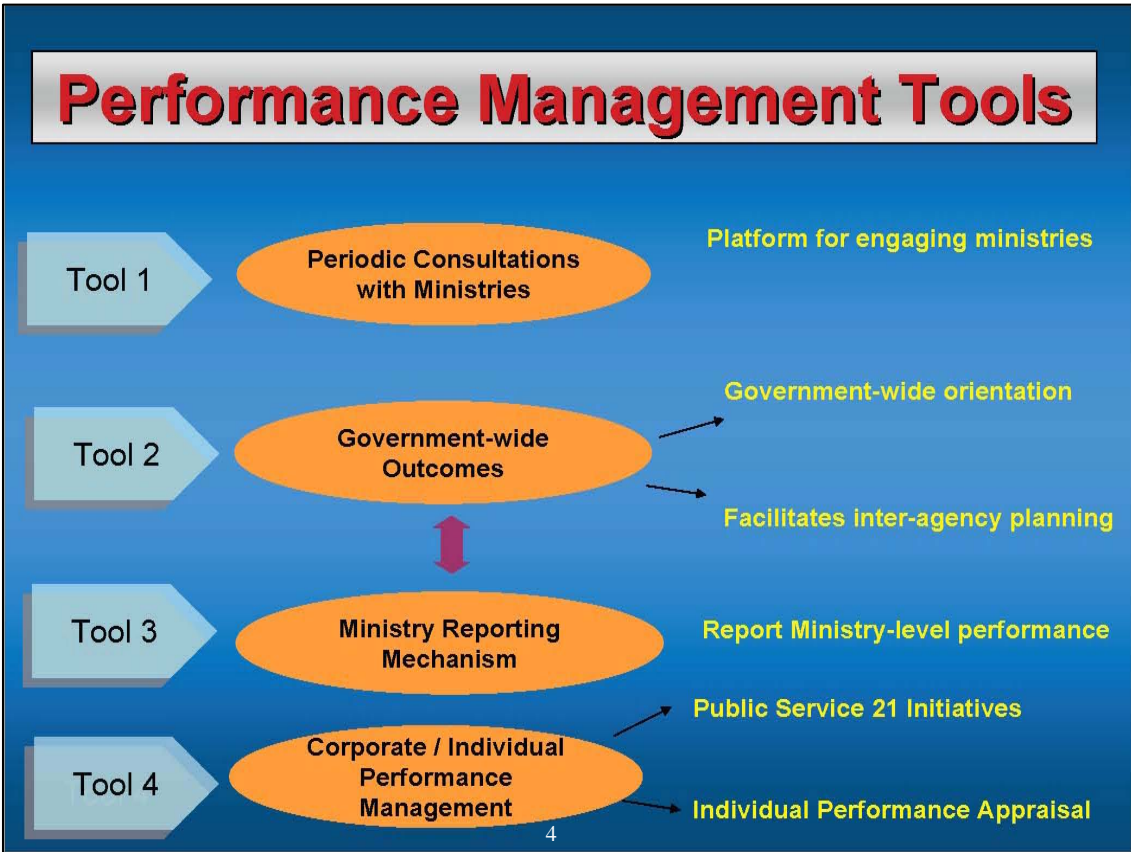 Performance Management Tools
Tool 1
Periodic Consultations
with Ministries
Platform for engaging ministries
Tool 2
Government-wide
Outcomes
Government-wide orientation
Facilitates inter-agency planning
Tool 3
Ministry Reporting
Mechanism
Report Ministry-level performance
Tool 4
Corporate / Individual
Performance
Management
Public Service 21 Initiatives
Individual Performance Appraisal
4